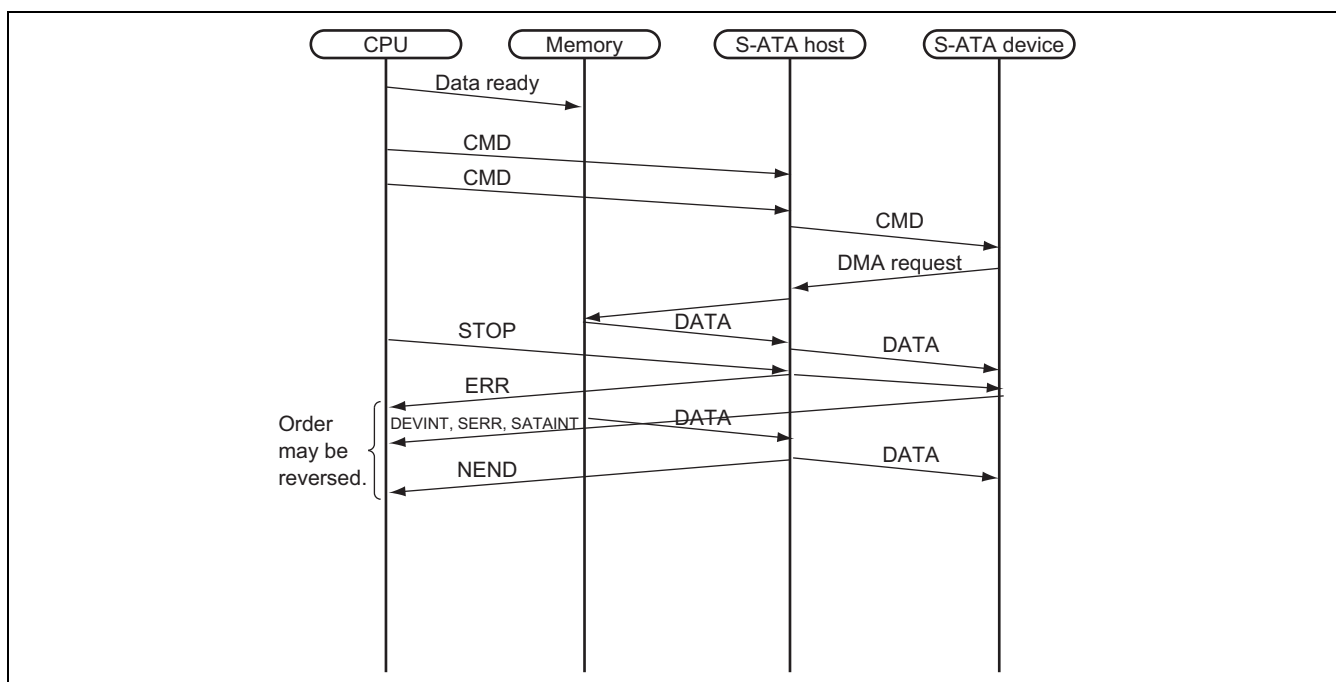 CPU
Memory
S-ATA host
S-ATA device
Data ready
CMD
CMD
CMD
DMA request
DATA
STOP
DATA
ERR
Order
may be
reversed.
DEVINT, SERR, SATAINT
DATA
DATA
NEND